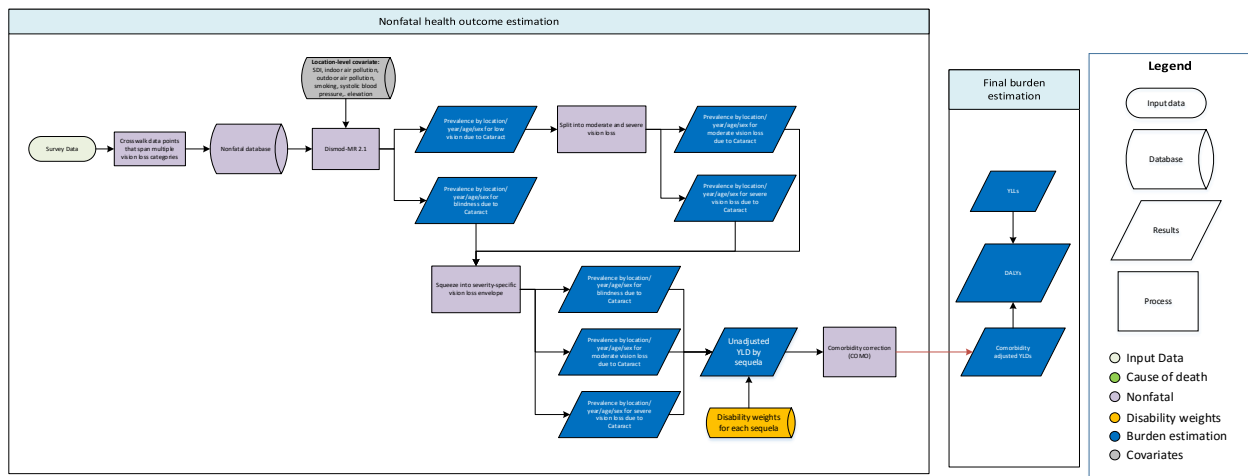 Nonfatal health outcome estimation
Location-level covariate:
SDI, indoor air pollution,
outdoor air pollution,
smoking, systolic blood
pressure,. elevation
Survey Data
Crosswalk data points
that span multiple
vision loss categories
Nonfatal database
Dismod-MR 2.1
Prevalence by location/
year/age/sex for low
vision due to Cataract
Split into moderate and severe
vision loss
Prevalence by location/
year/age/sex for
moderate vision loss
due to Cataract
Prevalence by location/
year/age/sex for
blindness due to
Cataract
Prevalence by location/
year/age/sex for severe
vision loss due to
Cataract
Squeeze into severity-specific
vision loss envelope
Prevalence by location/
year/age/sex for
blindness due to
Cataract
Prevalence by location/
year/age/sex for
moderate vision loss
due to Cataract
Prevalence by location/
year/age/sex for severe
vision loss due to
Cataract
Unadjusted
YLD by
sequela
Disability weights
for each sequela
Comorbidity correction
(COMO)
Final burden
estimation
YLLs
DALYs
Comorbidity
adjusted YLDs
Legend
Input data
Database
Results
Process
Input Data
Cause of death
Nonfatal
Disability weights
Burden estimation
Covariates